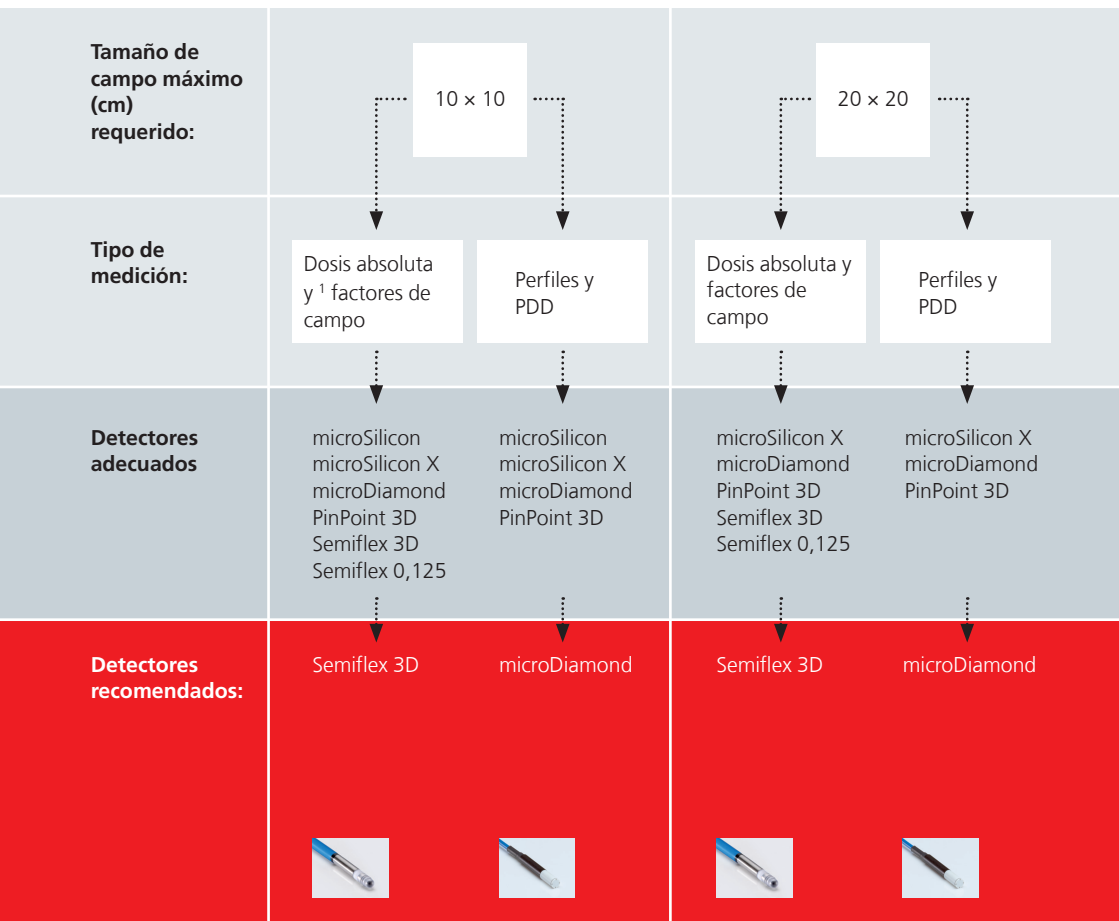 Tamaño de
campo máximo
(cm)
requerido:
10 × 10
20 × 20
Tipo de
medición:
Dosis absoluta
y ¹ factores de
campo
Perfiles y
PDD
Dosis absoluta y
factores de
campo
Perfiles y
PDD
Detectores
adecuados
microSilicon
microSilicon X
microDiamond
PinPoint 3D
Semiflex 3D
Semiflex 0,125
microSilicon
microSilicon X
microDiamond
PinPoint 3D
microSilicon X
microDiamond
PinPoint 3D
Semiflex 3D
Semiflex 0,125
microSilicon X
microDiamond
PinPoint 3D
Detectores
recomendados:
Semiflex 3D
microDiamond
Semiflex 3D
microDiamond